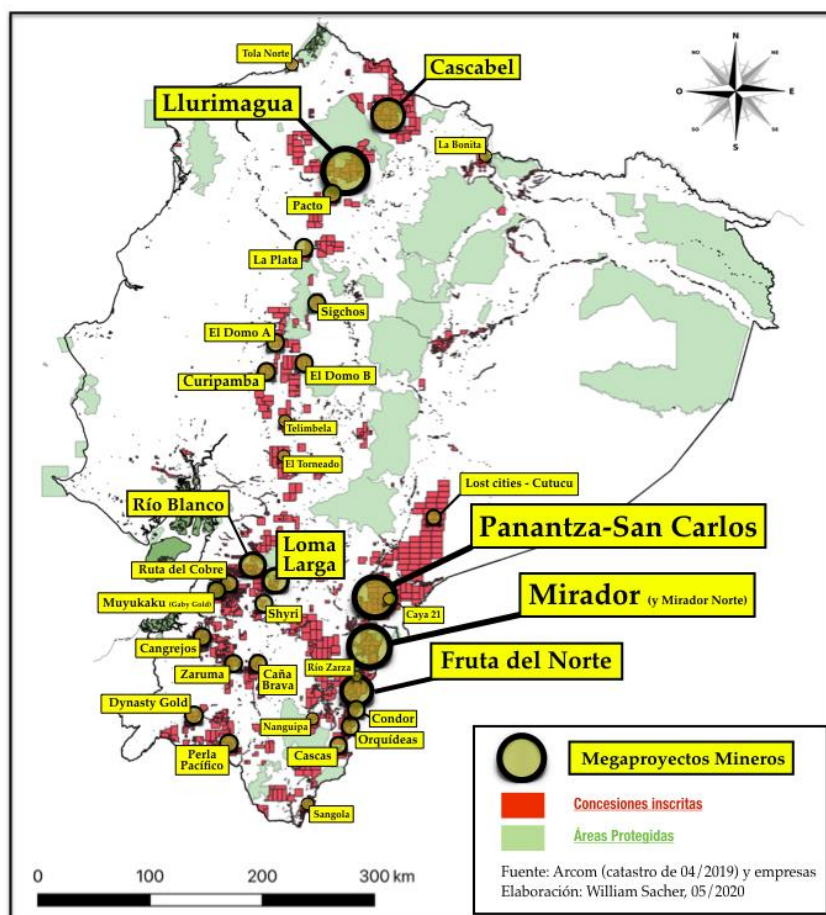 Tola Norte
Cascabel
Llurimagua
E
La Bonita
Pacto
La Plata
Sigchos
El Domo A
El Domo B
Curipamba
Telimbela
El Torneado
Lost cities - Cutucu
Río Blanco
Panantza-San Carlos
Loma
Larga
Ruta del Cobre
Muyukaku (Gaby Gold)
Shyri
Caya 21
Mirador (y Mirador Norte)
Cangrejos
Río Zarza
Zaruma
Caña
Brava
Fruta del Norte
Dynasty Gold
Nanguipa
Condor
Orquídeas
Perla
Pacífico
Cascas
Sangola
N
NO
NE
O
E
SO
SE
S
Megaproyectos Mineros
Concesiones inscritas
Áreas Protegidas
Fuente: Arcom (catastro de 04/2019) y empresas
Elaboración: William Sacher, 05/2020
0 100 200 300 km